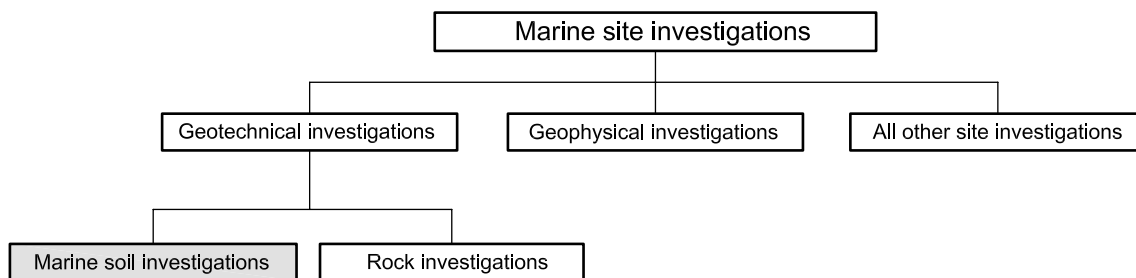 Marine site investigations
Geotechnical investigations
Geophysical investigations
All other site investigations
Marine soil investigations
Rock investigations